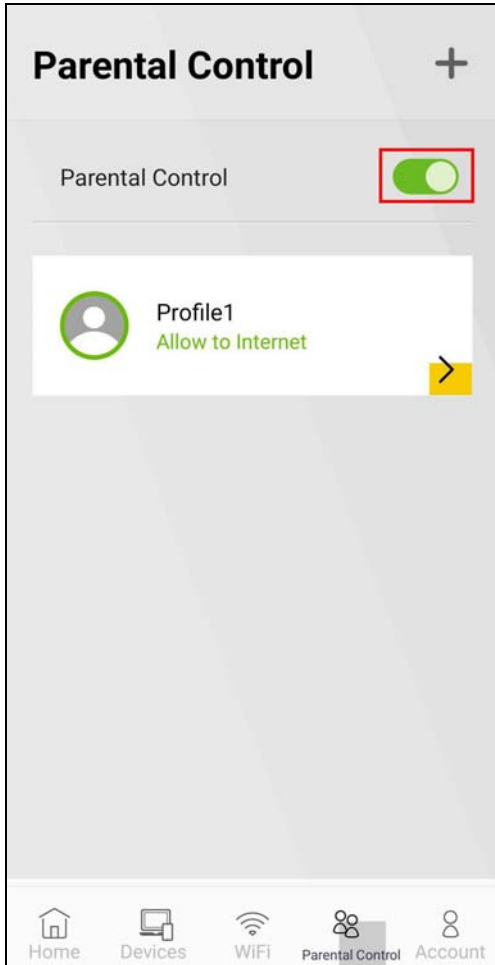 Parental Control
Parental Control
Profile1
Allow to Internet
Home Devices WiFi Parental Control Account